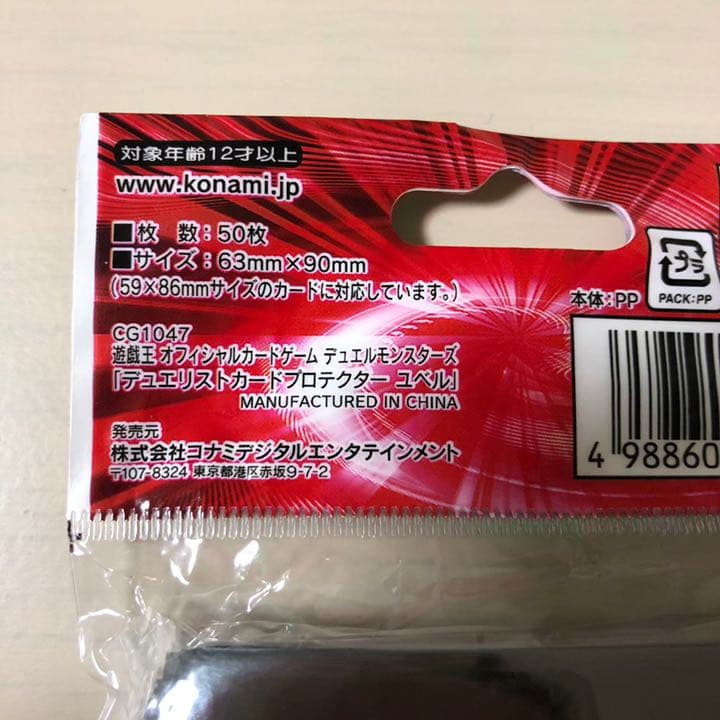 対象年齢12才以上
www.konami.jp
■枚 数：50枚
■サイズ：63mm×90mm
（59×86mmサイズのカードに対応しています。）
本体：PP
プラ
PACK：PP
CG1047
遊戯王 オフィシャルカードゲーム デュエルモンスターズ
「デュエリストカードプロテクター ユベル」
MANUFACTURED IN CHINA
発売元
株式会社コナミデジタルエンタテインメント
〒107-8324 東京都港区赤坂9-7-2
4 98860